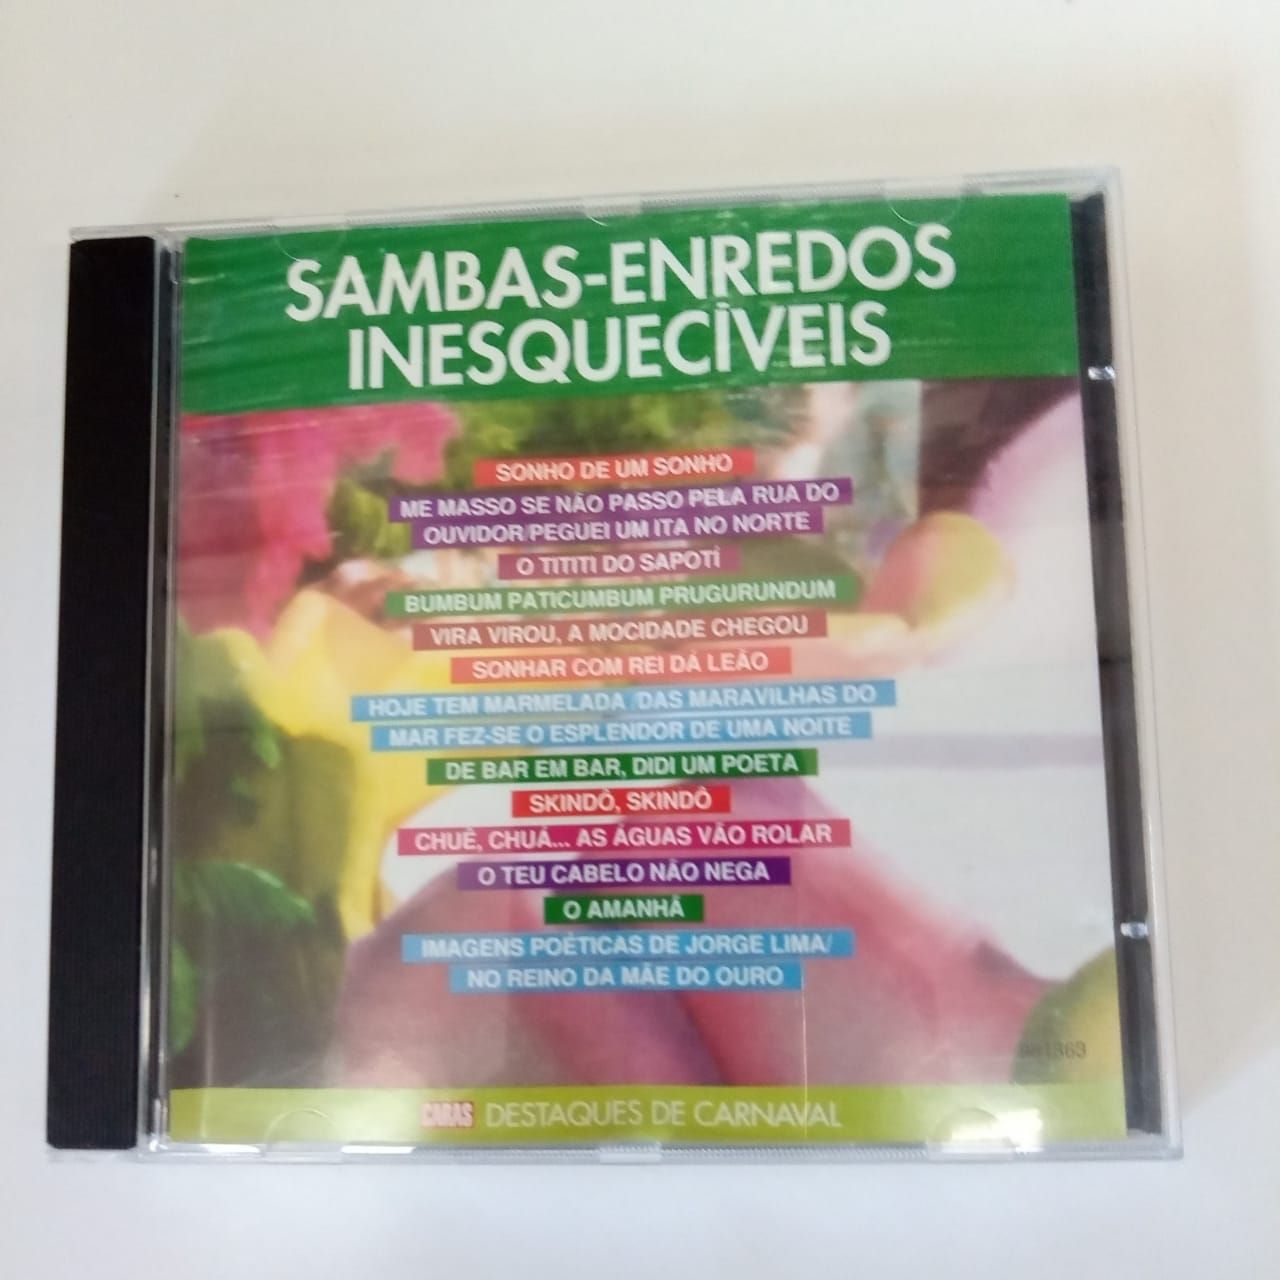 SAMBAS-ENREDOS
INESQUECÍVEIS
SONHO DE UM SONHO
ME MASSO SE NÃO PASSO PELA RUA DO
OUVIDOR/PEGUEI UM ITA NO NORTE
O TITITI DO SAPOTÍ
BUMBUM PATICUMBUM PRUGURUNDUM
VIRA VIROU, A MOCIDADE CHEGOU
SONHAR COM REI DÁ LEÃO
HOJE TEM MARMELADA /DAS MARAVILHAS DO
MAR FEZ-SE O ESPLENDOR DE UMA NOITE
DE BAR EM BAR, DIDI UM POETA
SKINDÔ, SKINDÔ
CHUÊ, CHUÁ... AS ÁGUAS VÃO ROLAR
O TEU CABELO NÃO NEGA
O AMANHÃ
IMAGENS POÉTICAS DE JORGE LIMA/
NO REINO DA MÃE DO OURO
CARAS DESTAQUES DE CARNAVAL